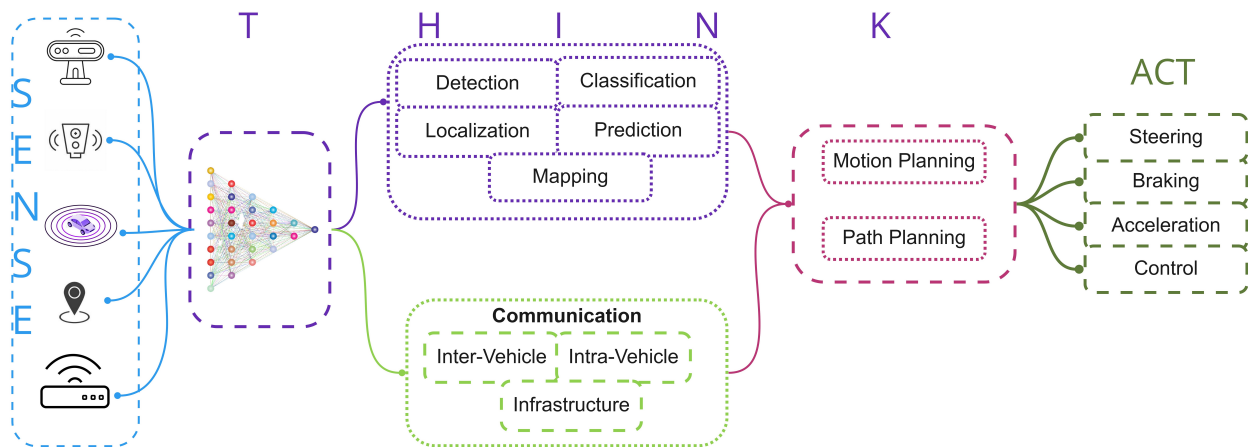 SENSE
T H I N K
Detection
Classification
Localization
Prediction
Mapping
Communication
Inter-Vehicle
Intra-Vehicle
Infrastructure
Motion Planning
Path Planning
ACT
Steering
Braking
Acceleration
Control